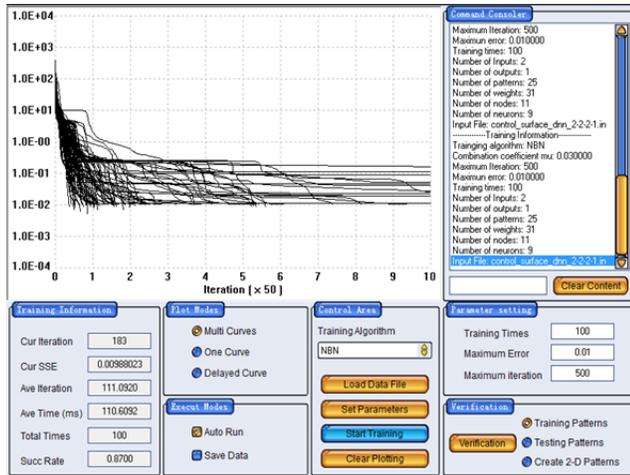 1.0E+04
1.0E+03
1.0E+02
1.0E+01
1.0E-00
1.0E-01
1.0E-02
1.0E-03
1.0E-04
0 1 2 3 4 5 6 7 8 9 10
Iteration [ × 50 ]
Command Consoler
Maximum Iteration: 500
Maximun error: 0.010000
Training times: 100
Number of Inputs: 2
Number of outputs: 1
Number of patterns: 25
Number of weights: 31
Number of nodes: 11
Number of neurons: 9
Input File: control_surface_dnn_2-2-2-1.in
--------------Training Information--------------
Trainging algorithm: NBN
Combination coefficient mu: 0.030000
Maximum Iteration: 500
Maximun error: 0.010000
Training times: 100
Number of Inputs: 2
Number of outputs: 1
Number of patterns: 25
Number of weights: 31
Number of nodes: 11
Number of neurons: 9
Input File: control_surface_dnn_2-2-2-1.in
Clear Content
Training Information
Cur Iteration 183
Cur SSE 0.00988023
Ave Iteration 111.0920
Ave Time (ms) 110.6092
Total Times 100
Succ Rate 0.8700
Plot Modes
Multi Curves
One Curve
Delayed Curve
Execut Modes
Auto Run
Save Data
Control Area
Training Algorithm
NBN
Load Data File
Set Parameters
Start Training
Clear Plotting
Parameter setting
Training Times 100
Maximum Error 0.01
Maximum iteration 500
Verification
Verification
Training Patterns
Testing Patterns
Create 2-D Patterns